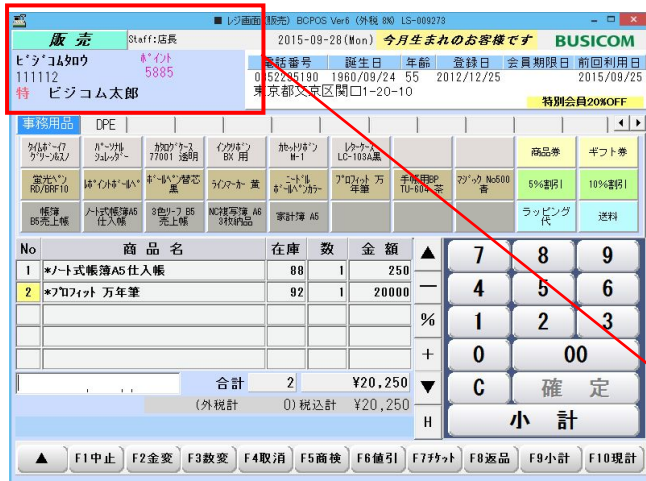 レジ画面(販売) BCPOS Ver6 (外税 8%) LS-009273
販 売 Staff:店長 2015-09-28(Mon) 今月生まれのお客様です BUSICOM
ﾋﾞｼﾞｺﾑﾀﾛｳ ﾎﾟｲﾝﾄ
111112 5885
特 ビジコム太郎
電話番号 誕生日 年齢 登録日 会員期限日 前回利用日
0452295190 1960/09/24 55 2012/12/25 2015/09/25
東京都文京区関口1-20-10
特別会員20%OFF
事務用品 DPE
ﾊﾟｰｿﾅﾙ ｶﾀﾛｸﾞｹｰｽ ｲﾝｸﾘﾎﾞﾝ ｶｾｯﾄﾘﾎﾞﾝ ﾚﾀｰｹｰｽ 商品券 ギフト券
ｼｭﾚｯﾀﾞｰ 77001 透明 BX 用 M-1 LC-103A黒
蛍光ﾍﾟﾝ ﾎﾞｰﾙﾍﾟﾝ替芯 ﾗｲﾝﾏｰｶｰ 黄 ﾆｰﾄﾞﾙ ﾌﾟﾛﾌｨｯﾄ 万 手帳用BP ﾏｼﾞｯｸ No500 5%割引 10%割引
RD/BRF10 黒 ﾎﾞｰﾙﾍﾟﾝｶﾗｰ 年筆 TU-604 茶
帳簿 ﾉｰﾄ式帳簿A5 3色ﾘｰﾌ B5 NC複写簿 A6 家計簿 A5 ラッピング 送料
B5売上帳 仕入帳 売上帳 3枚納品 代
No 商 品 名 在庫 数 金 額 ▲ 7 8 9
1 *ﾉｰﾄ式帳簿A5仕入帳 88 1 250
2 *ﾌﾟﾛﾌｨｯﾄ 万年筆 92 1 20000 － 4 5 6
% 1 2 3
+ 0 00
合計 2 ¥20,250 ▼ C 確 定
(外税計 0)税込計 ¥20,250
H 小 計
▲ F1中止 F2金変 F3数変 F4取消 F5商検 F6値引 F7ﾁｹｯﾄ F8返品 F9小計 F10現計